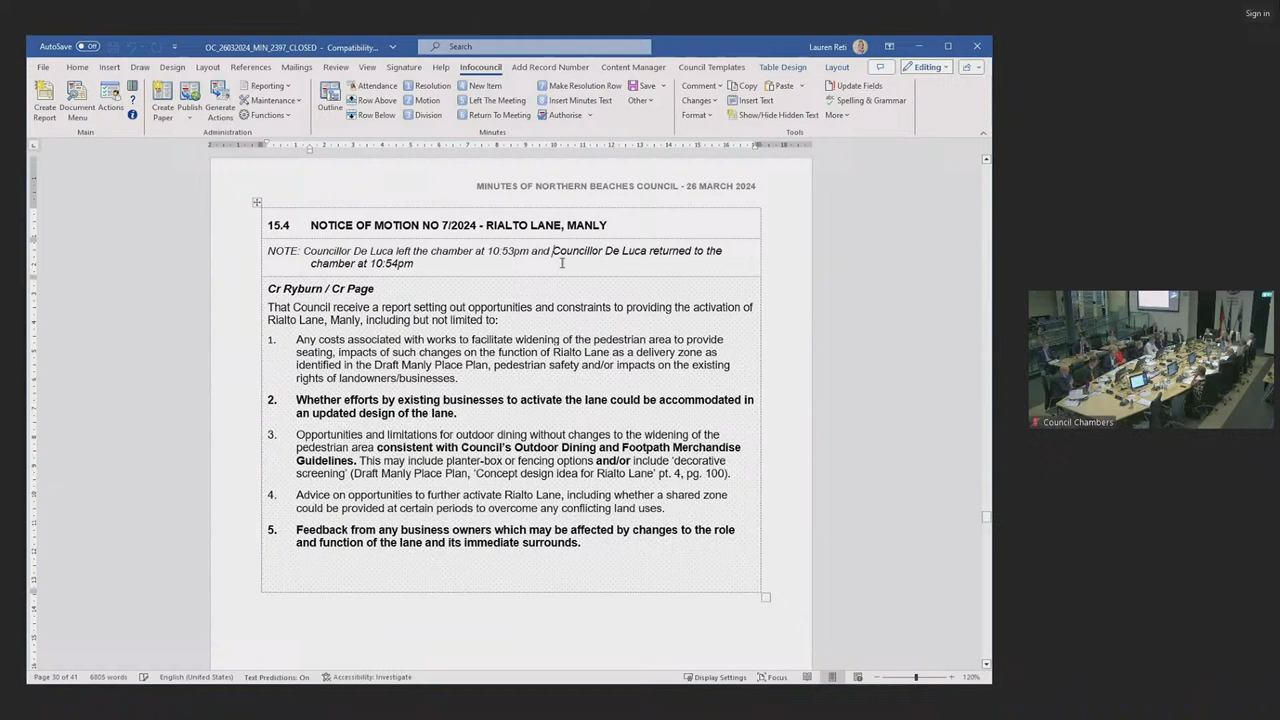 Sign in
AutoSave Off OC_26032024_MIN_2397_CLOSED - Compatibility... Search Lauren Reti
File Home Insert Draw Design Layout References Mailings Review View Signature Help Infocouncil Add Record Number Content Manager Council Templates Table Design Layout Editing
Create Report Document Menu Actions Create Paper Publish Generate Actions Outline
Reporting Attendance Resolution New Item Make Resolution Row Save Comment Copy Paste Update Fields
Maintenance Row Above Motion Left The Meeting Insert Minutes Text Other Changes Insert Text Spelling & Grammar
Functions Row Below Division Return To Meeting Authorise Format Show/Hide Hidden Text More
Main Administration Minutes Tools
MINUTES OF NORTHERN BEACHES COUNCIL - 26 MARCH 2024
15.4 NOTICE OF MOTION NO 7/2024 - RIALTO LANE, MANLY
NOTE: Councillor De Luca left the chamber at 10:53pm and Councillor De Luca returned to the
chamber at 10:54pm
Cr Ryburn / Cr Page
That Council receive a report setting out opportunities and constraints to providing the activation of
Rialto Lane, Manly, including but not limited to:
1. Any costs associated with works to facilitate widening of the pedestrian area to provide
seating, impacts of such changes on the function of Rialto Lane as a delivery zone as
identified in the Draft Manly Place Plan, pedestrian safety and/or impacts on the existing
rights of landowners/businesses.
2. Whether efforts by existing businesses to activate the lane could be accommodated in
an updated design of the lane.
3. Opportunities and limitations for outdoor dining without changes to the widening of the
pedestrian area consistent with Council's Outdoor Dining and Footpath Merchandise
Guidelines. This may include planter-box or fencing options and/or include 'decorative
screening' (Draft Manly Place Plan, 'Concept design idea for Rialto Lane' pt. 4, pg. 100).
4. Advice on opportunities to further activate Rialto Lane, including whether a shared zone
could be provided at certain periods to overcome any conflicting land uses.
5. Feedback from any business owners which may be affected by changes to the role
and function of the lane and its immediate surrounds.
Council Chambers
Page 30 of 41 6805 words English (United States) Text Predictions: On Accessibility: Investigate Display Settings Focus 120%